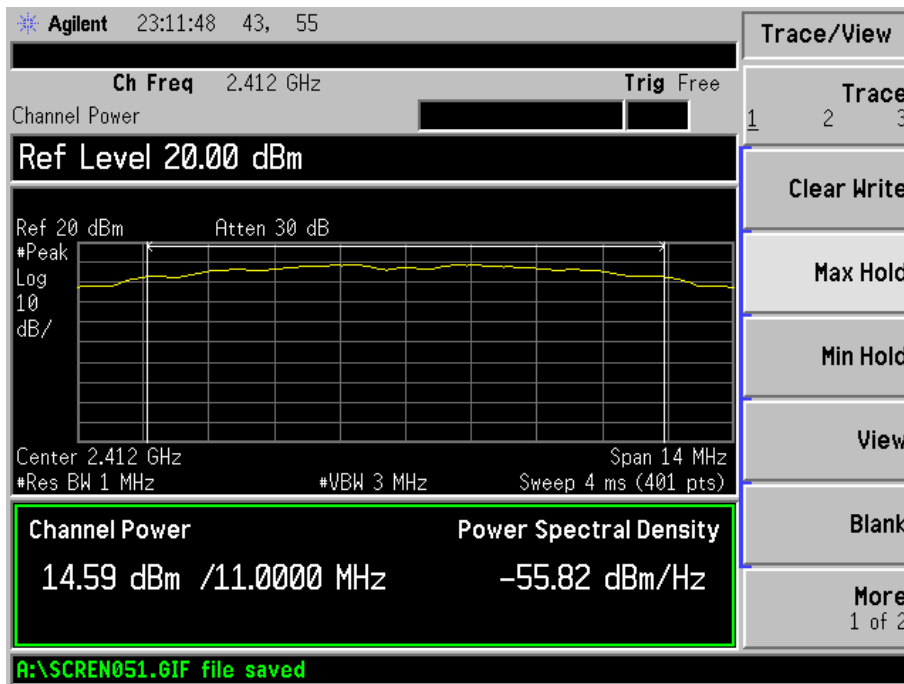 Agilent 23:11:48 43, 55
Ch Freq 2.412 GHz Trig Free
Channel Power
Ref Level 20.00 dBm
Ref 20 dBm Atten 30 dB
#Peak
Log
10
dB/
Center 2.412 GHz Span 14 MHz
#Res BW 1 MHz #VBW 3 MHz Sweep 4 ms (401 pts)
Channel Power Power Spectral Density
14.59 dBm /11.0000 MHz -55.82 dBm/Hz
A:\SCREN051.GIF file saved
Trace/View
Trace
1 2 3
Clear Write
Max Hold
Min Hold
View
Blank
More
1 of 2